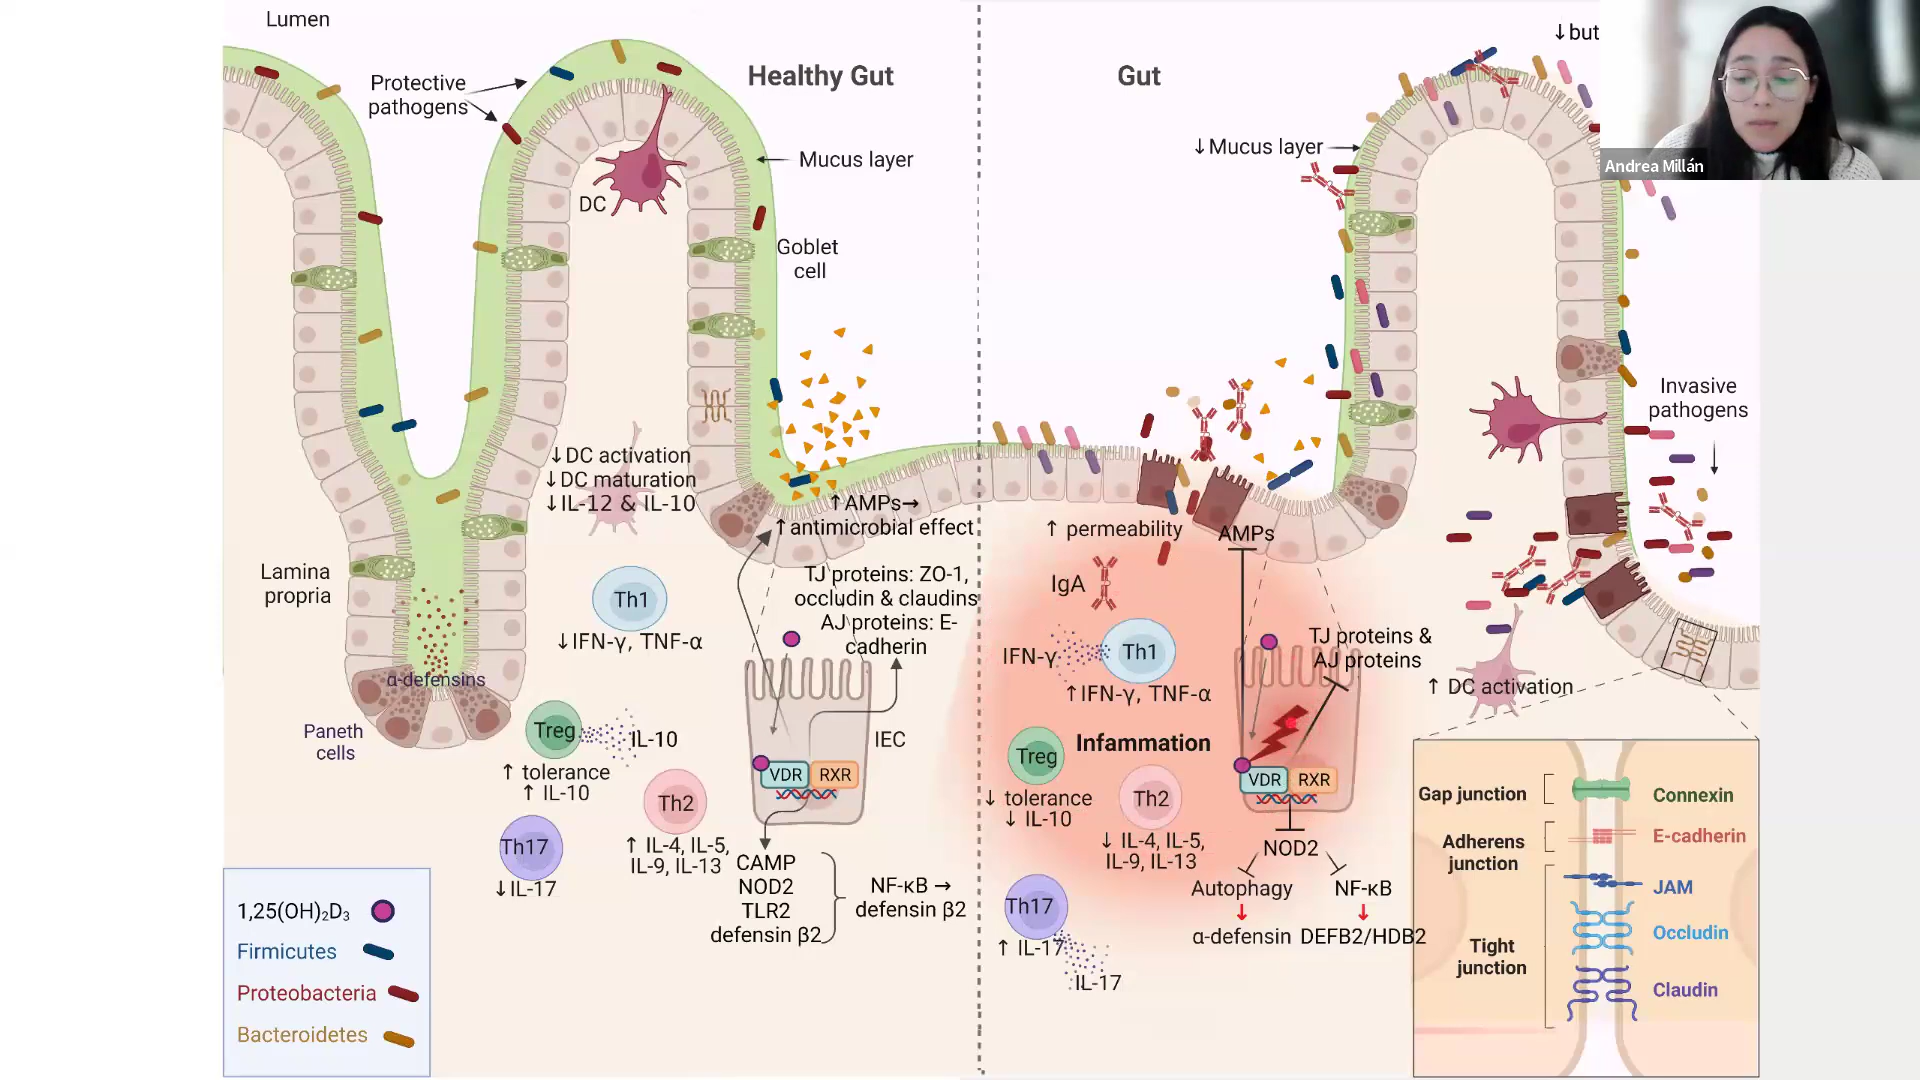 Lumen
Protective
pathogens
Healthy Gut
Mucus layer
DC
Goblet
cell
↓DC activation
↓DC maturation
↓IL-12 & IL-10
↑AMPs→
↑antimicrobial effect
Lamina
propria
TJ proteins: ZO-1,
occludin & claudins
AJ proteins: E-
cadherin
Th1
↓IFN-γ, TNF-α
α-defensins
Paneth
cells
Treg
IL-10
↑ tolerance
↑ IL-10
IEC
VDR
RXR
Th2
↑ IL-4, IL-5,
IL-9, IL-13
Th17
↓IL-17
CAMP
NOD2
TLR2
defensin β2
NF-κB →
defensin β2
1,25(OH)₂D₃
Firmicutes
Proteobacteria
Bacteroidetes
Gut
↓but
Andrea Millán
↓Mucus layer
Invasive
pathogens
↑ permeability
AMPs
IgA
IFN-γ
Th1
↑IFN-γ, TNF-α
TJ proteins &
AJ proteins
↑ DC activation
Treg
Infammation
↓ tolerance
↓ IL-10
Th2
↓ IL-4, IL-5,
IL-9, IL-13
VDR
RXR
NOD2
Autophagy
NF-κB
↓
↓
α-defensin
DEFB2/HDB2
Th17
↑ IL-17
IL-17
Gap junction
Connexin
Adherens
junction
E-cadherin
JAM
Occludin
Tight
junction
Claudin